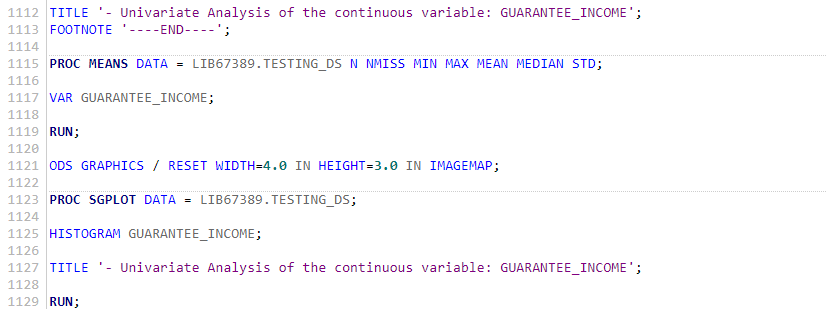 1112 TITLE '- Univariate Analysis of the continuous variable: GUARANTEE_INCOME';
1113 FOOTNOTE '----END----';
1114
1115 PROC MEANS DATA = LIB67389.TESTING_DS N NMISS MIN MAX MEAN MEDIAN STD;
1116
1117 VAR GUARANTEE_INCOME;
1118
1119 RUN;
1120
1121 ODS GRAPHICS / RESET WIDTH=4.0 IN HEIGHT=3.0 IN IMAGEMAP;
1122
1123 PROC SGPLOT DATA = LIB67389.TESTING_DS;
1124
1125 HISTOGRAM GUARANTEE_INCOME;
1126
1127 TITLE '- Univariate Analysis of the continuous variable: GUARANTEE_INCOME';
1128
1129 RUN;